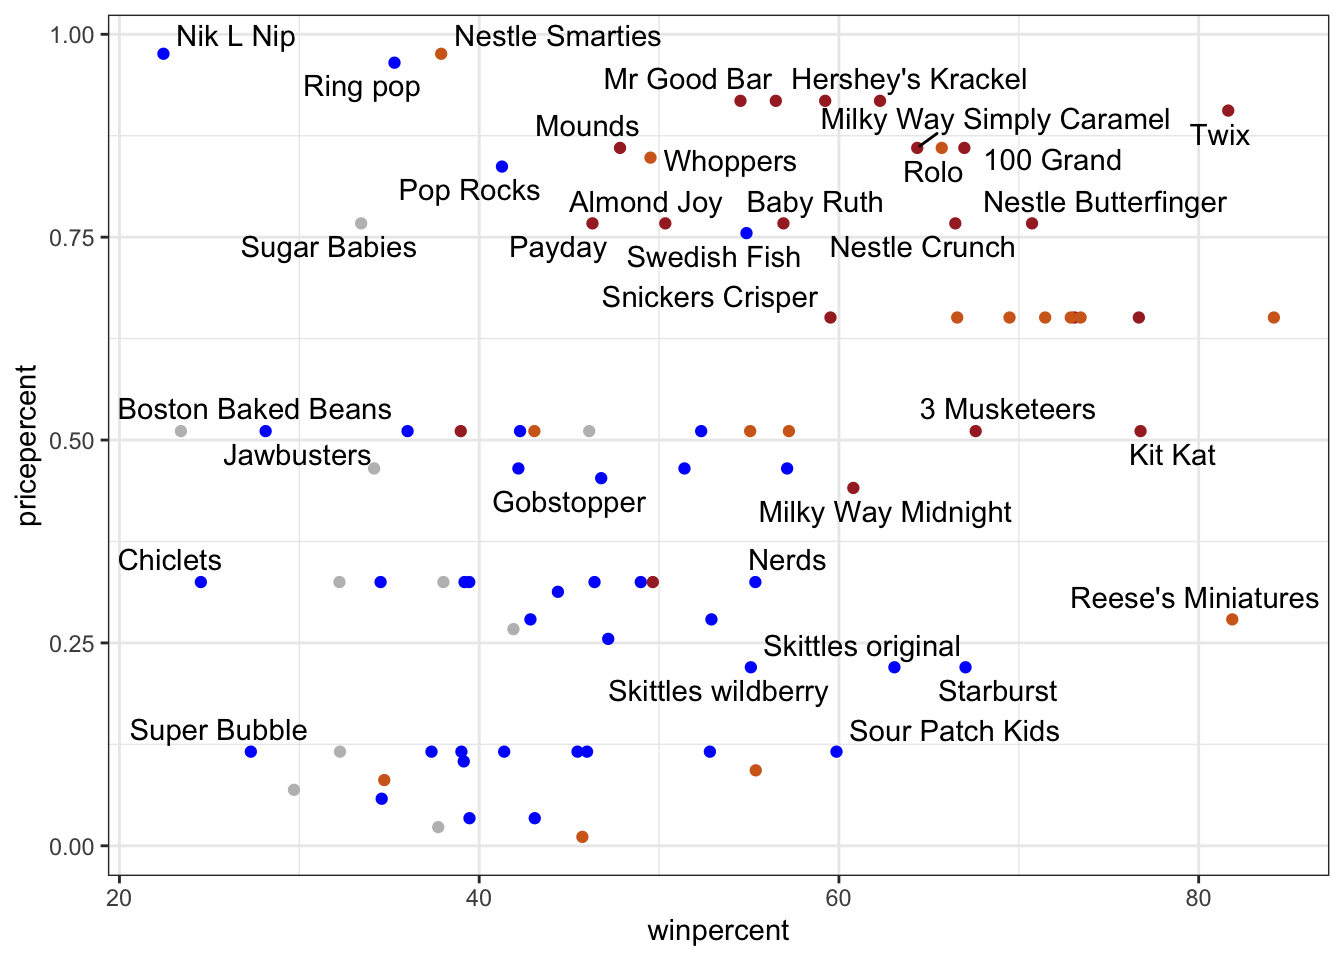 1.00
Nik L Nip
Nestle Smarties
Ring pop
Mr Good Bar
Hershey's Krackel
Mounds
Milky Way Simply Caramel
Twix
Whoppers
Rolo
100 Grand
Pop Rocks
Almond Joy
Baby Ruth
Nestle Butterfinger
0.75
Sugar Babies
Payday
Swedish Fish
Nestle Crunch
Snickers Crisper
pricepercent
Boston Baked Beans
3 Musketeers
0.50
Jawbusters
Kit Kat
Gobstopper
Milky Way Midnight
Chiclets
Nerds
Reese's Miniatures
0.25
Skittles original
Skittles wildberry
Starburst
Super Bubble
Sour Patch Kids
0.00
20
40
60
80
winpercent